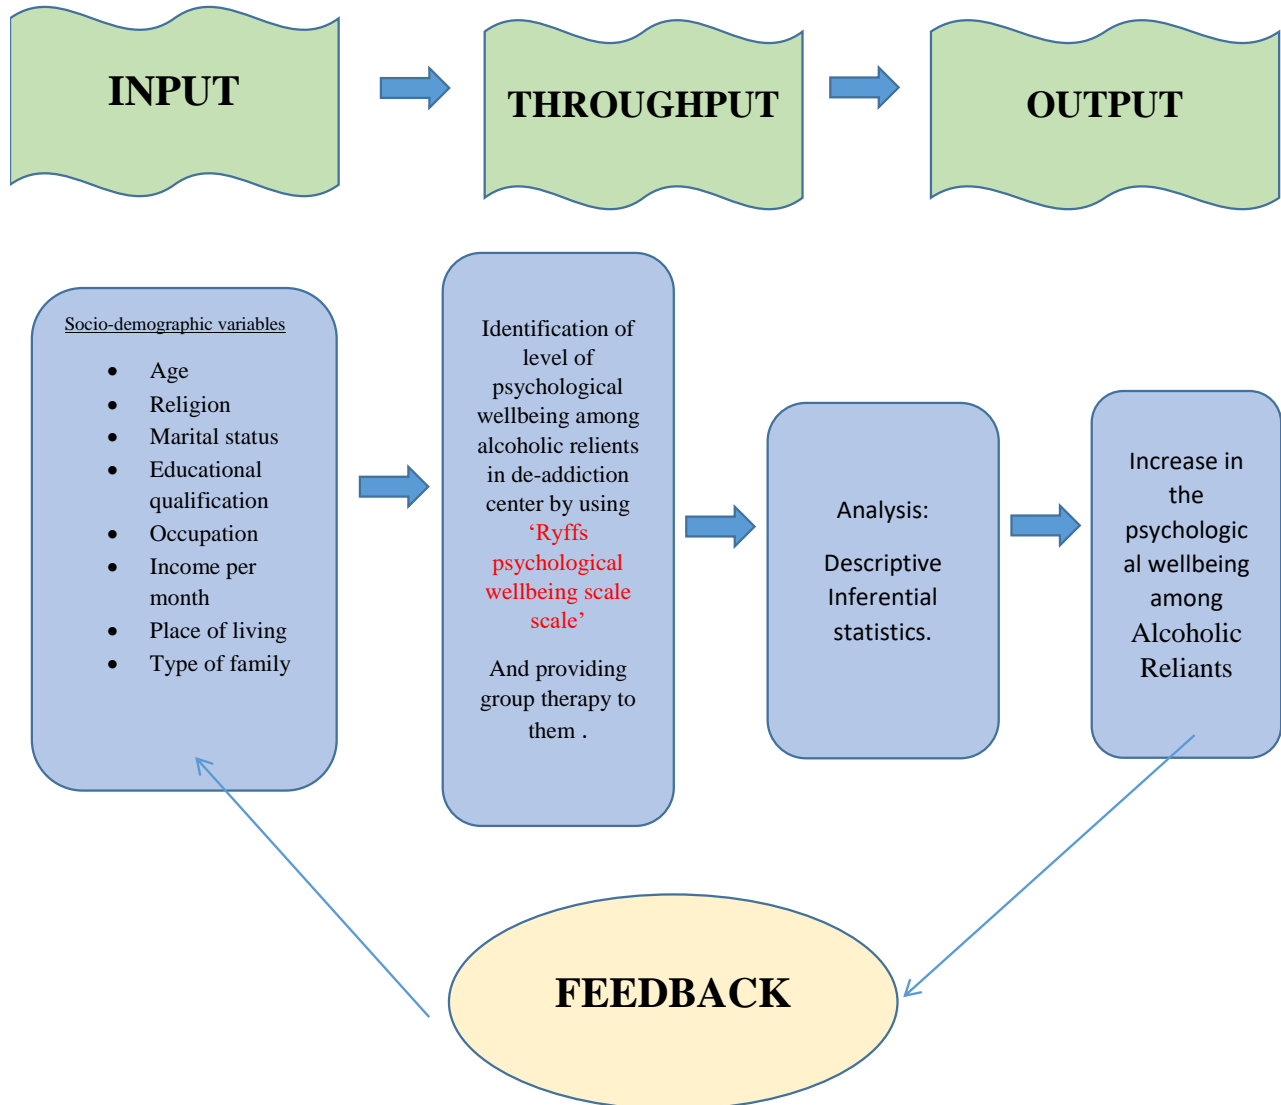 INPUT
THROUGHPUT
OUTPUT
Socio-demographic variables
• Age
• Religion
• Marital status
• Educational
qualification
• Occupation
• Income per
month
• Place of living
• Type of family
Identification of
level of
psychological
wellbeing among
alcoholic relients
in de-addiction
center by using
‘Ryffs
psychological
wellbeing scale
scale’
And providing
group therapy to
them .
Analysis:
Descriptive
Inferential
statistics.
Increase in
the
psychologic
al wellbeing
among
Alcoholic
Reliants
FEEDBACK